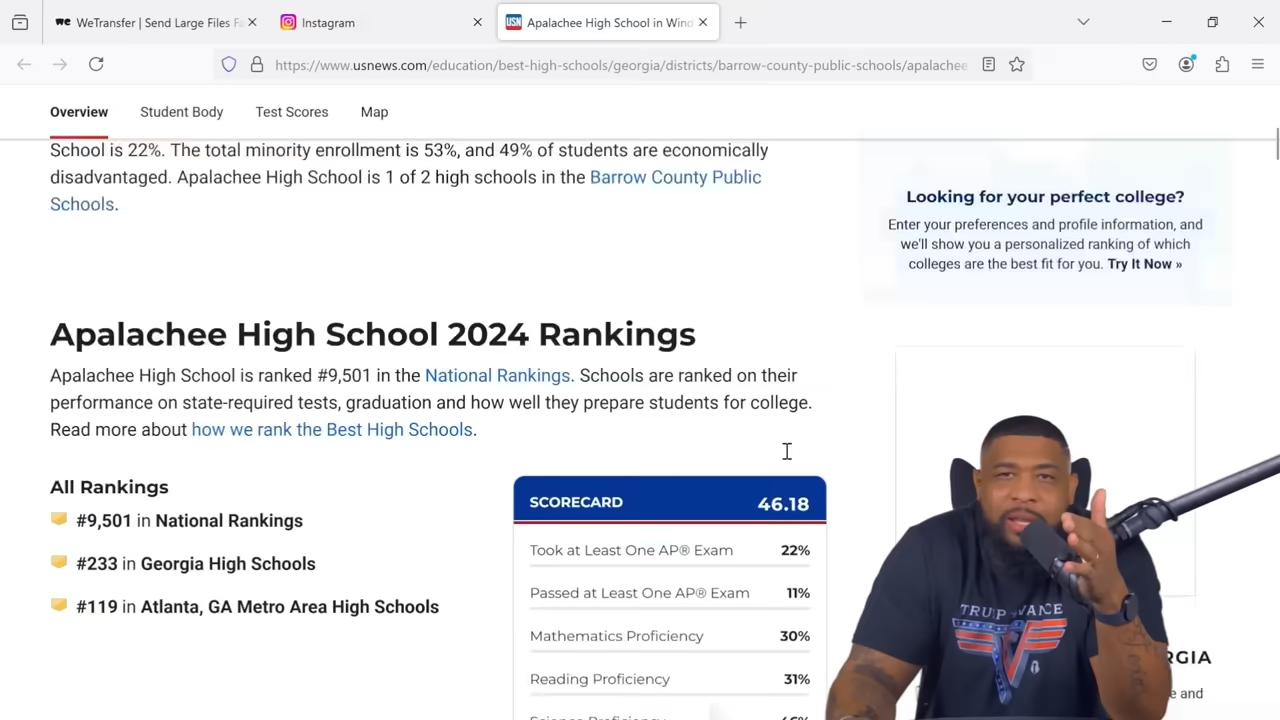 WeTransfer | Send Large Files Fa
Instagram
USN
Apalachee High School in Wind
https://www.usnews.com/education/best-high-schools/georgia/districts/barrow-county-public-schools/apalachee
Overview
Student Body
Test Scores
Map
School is 22%. The total minority enrollment is 53%, and 49% of students are economically
disadvantaged. Apalachee High School is 1 of 2 high schools in the Barrow County Public
Schools.
Looking for your perfect college?
Enter your preferences and profile information, and
we'll show you a personalized ranking of which
colleges are the best fit for you. Try It Now »
Apalachee High School 2024 Rankings
Apalachee High School is ranked #9,501 in the National Rankings. Schools are ranked on their
performance on state-required tests, graduation and how well they prepare students for college.
Read more about how we rank the Best High Schools.
All Rankings
#9,501 in National Rankings
#233 in Georgia High Schools
#119 in Atlanta, GA Metro Area High Schools
SCORECARD 46.18
Took at Least One AP® Exam 22%
Passed at Least One AP® Exam 11%
Mathematics Proficiency 30%
Reading Proficiency 31%
Science Proficiency 46%
TRUMP VANCE
RGIA
e and